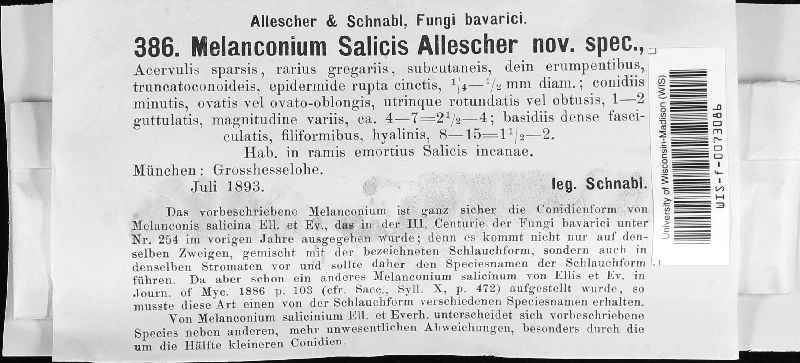 Allescher & Schnabl, Fungi bavarici.
386. Melanconium Salicis Allescher nov. spec.,
Acervulis sparsis, rarius gregariis, subcutaneis, dein erumpentibus,
truncatoconoideis, epidermide rupta cinctis, 1/4—1/2 mm diam.; conidiis
minutis, ovatis vel ovato-oblongis, utrinque rotundatis vel obtusis, 1—2
guttulatis, magnitudine variis, ca. 4—7=2 1/2—4; basidiis dense fasci-
culatis, filiformibus, hyalinis, 8—15=1 1/2—2.
Hab. in ramis emortius Salicis incanae.
München: Grosshesselohe.
Juli 1893. leg. Schnabl.
Das vorbeschriebene Melanconium ist ganz sicher die Conidienform von
Melanconis salicina Ell. et Ev., das in der III. Centurie der Fungi bavarici unter
Nr. 254 im vorigen Jahre ausgegeben wurde; denn es kommt nicht nur auf den-
selben Zweigen, gemischt mit der bezeichneten Schlauchform, sondern auch in
denselben Stromaten vor und sollte daher den Speciesnamen der Schlauchform
führen. Da aber schon ein anderes Melanconium salicinum von Ellis et Ev. in
Journ. of Myc. 1886 p. 103 (cfr. Sacc., Syll. X, p. 472) aufgestellt wurde, so
musste diese Art einen von der Schlauchform verschiedenen Speciesnamen erhalten.
Von Melanconium salicinium Ell. et Everh. unterscheidet sich vorbeschriebene
Species neben anderen, mehr unwesentlichen Abweichungen, besonders durch die
um die Hälfte kleineren Conidien.
University of Wisconsin-Madison (WIS)
WIS-f-0073086